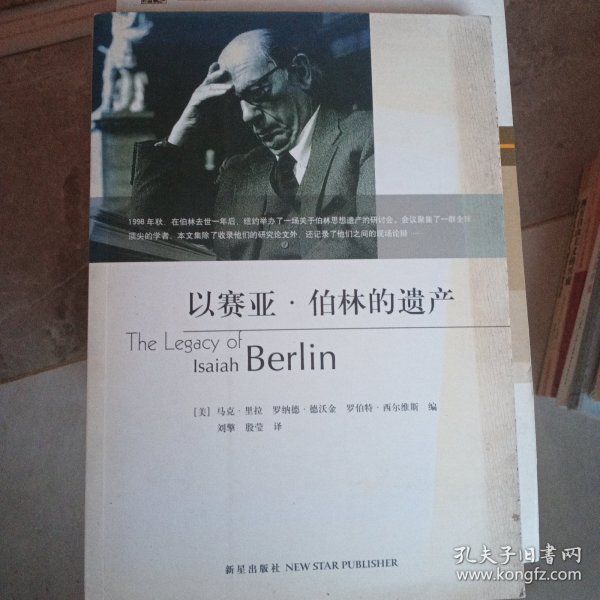 1998年秋，在伯林去世一年后，纽约举办了一场关于伯林思想遗产的研讨会，会议聚集了一群全球
顶尖的学者，本文集除了收录他们的研究论文外，还记录了他们之间的现场论辩……
以赛亚·伯林的遗产
The Legacy of
Isaiah Berlin
［美］马克·里拉 罗纳德·德沃金 罗伯特·西尔维斯 编
刘擎 殷莹 译
新星出版社 NEW STAR PUBLISHER
孔夫子旧书网
www.kongfz.com